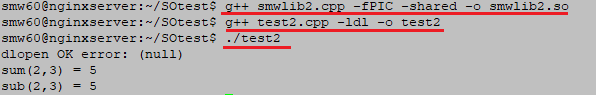 smw60@nginxserver:~/SOtest$ g++ smwlib2.cpp -fPIC -shared -o smwlib2.so
smw60@nginxserver:~/SOtest$ g++ test2.cpp -ldl -o test2
smw60@nginxserver:~/SOtest$ ./test2
dlopen OK error: (null)
sum(2,3) = 5
sub(2,3) = 5